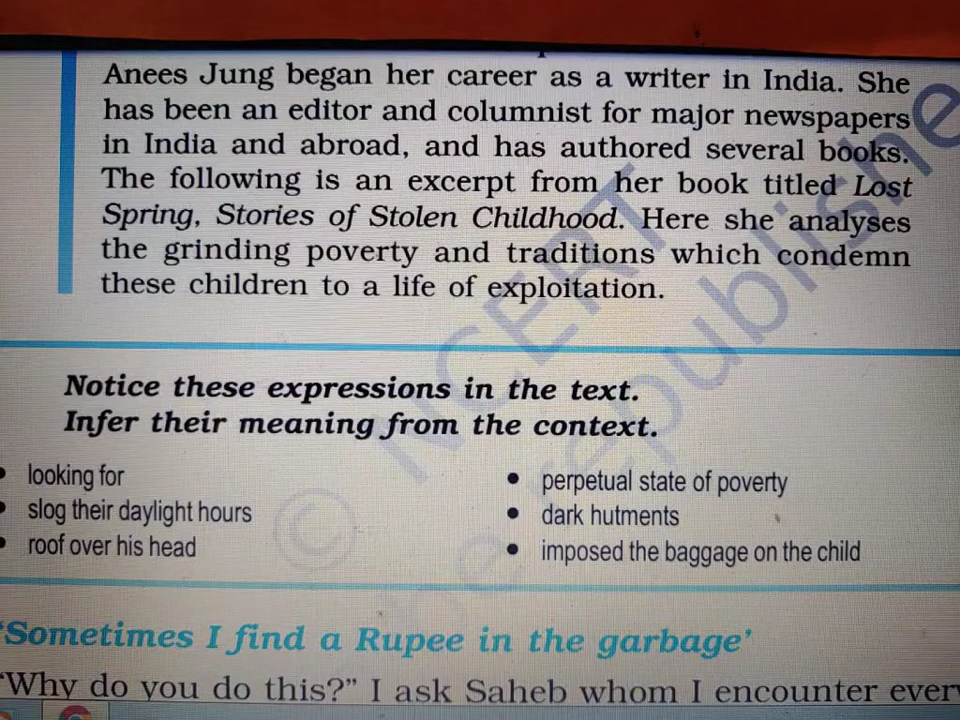 Anees Jung began her career as a writer in India. She
has been an editor and columnist for major newspapers
in India and abroad, and has authored several books.
The following is an excerpt from her book titled Lost
Spring, Stories of Stolen Childhood. Here she analyses
the grinding poverty and traditions which condemn
these children to a life of exploitation.
Notice these expressions in the text.
Infer their meaning from the context.
• looking for
• slog their daylight hours
• roof over his head
• perpetual state of poverty
• dark hutments
• imposed the baggage on the child
'Sometimes I find a Rupee in the garbage'
"Why do you do this?" I ask Saheb whom I encounter
© NCERT
be republishe